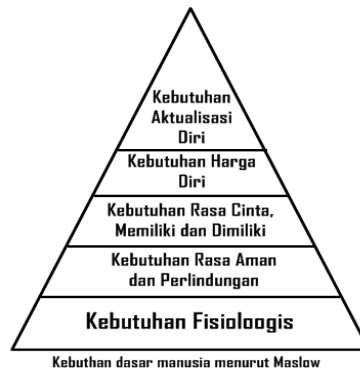 Kebutuhan
Aktualisasi
Diri
Kebutuhan Harga
Diri
Kebutuhan Rasa Cinta,
Memiliki dan Dimiliki
Kebutuhan Rasa Aman
dan Perlindungan
Kebutuhan Fisioloogis
Kebuthan dasar manusia menurut Maslow